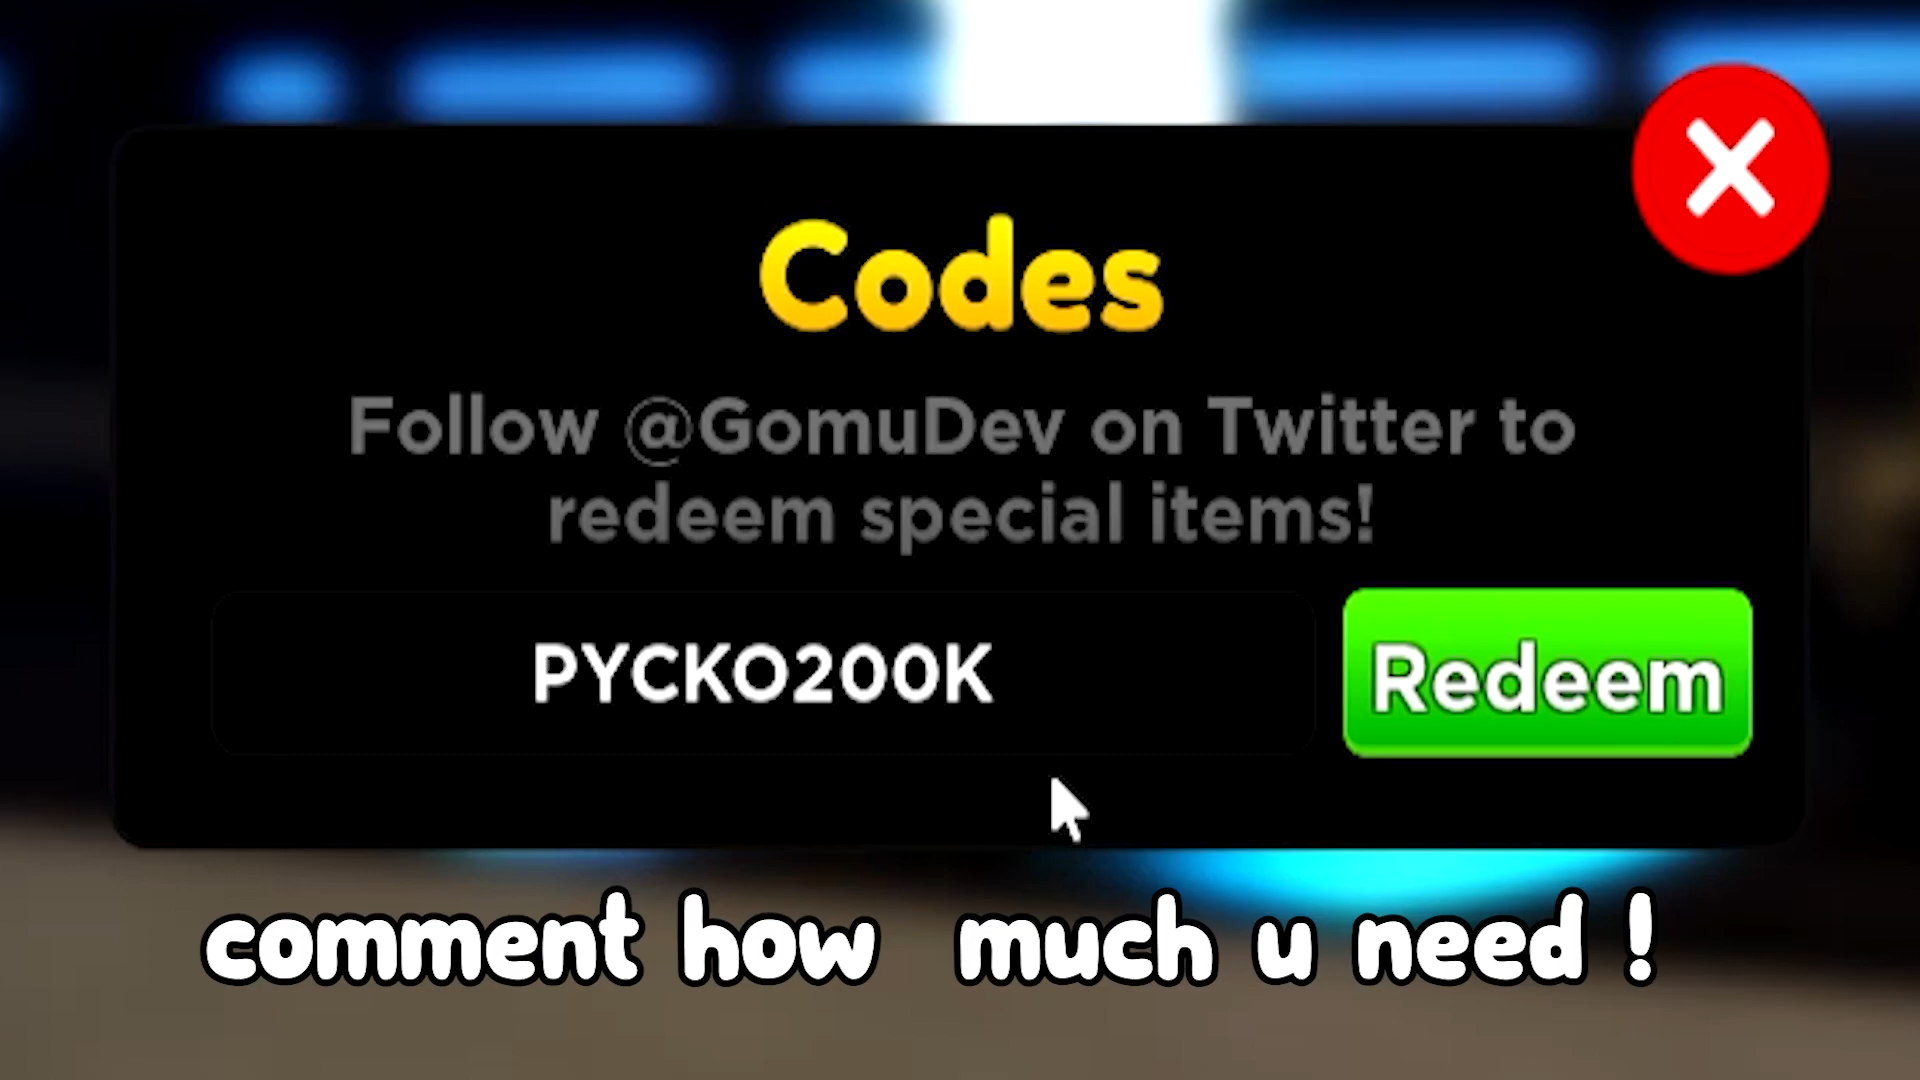 Codes
Follow @GomuDev on Twitter to
redeem special items!
PYCKO200K
Redeem
comment how much u need !